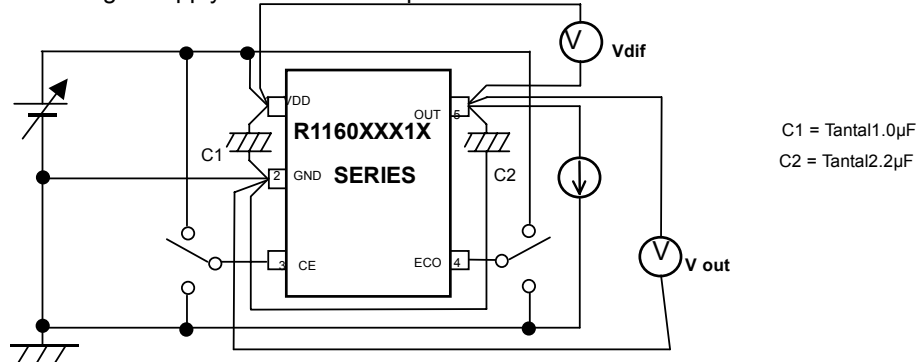 V
Vdif
VDD
OUT
5
R1160XXX1X
C1 = Tantal1.0µF
C1
C2 = Tantal2.2µF
2
GND
SERIES
C2
3
CE
ECO
4
V
V out